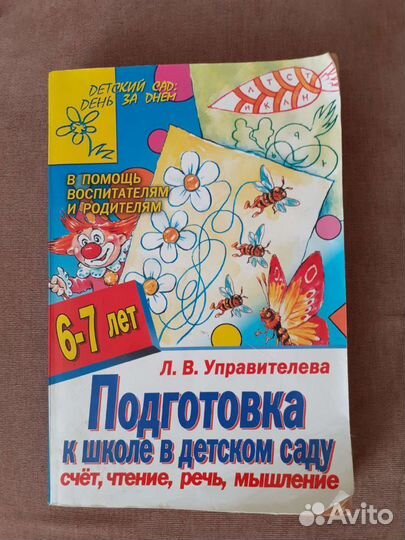 ДЕТСКИЙ САД:
ДЕНЬ ЗА ДНЕМ
В ПОМОЩЬ
ВОСПИТАТЕЛЯМ
И РОДИТЕЛЯМ
6-7 лет
Л. В. Управителева
ПОДГОТОВКА
К ШКОЛЕ В ДЕТСКОМ САДУ
СЧЁТ, ЧТЕНИЕ, РЕЧЬ, МЫШЛЕНИЕ
Avito